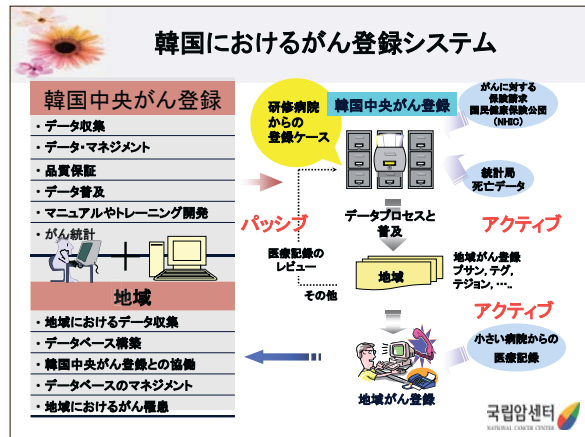 韓国におけるがん登録システム
韓国中央がん登録
・データ収集
・データ・マネジメント
・品質保証
・データ普及
・マニュアルやトレーニング開発
・がん統計
地域
・地域におけるデータ収集
・データベース構築
・韓国中央がん登録との協働
・データベースのマネジメント
・地域におけるがん罹患
研修病院
からの
登録ケース
韓国中央がん登録
がんに対する
保険請求
国民健康保険公団
(NHIC)
統計局
死亡データ
パッシブ
データプロセスと
普及
アクティブ
医療記録の
レビュー
その他
地域
地域がん登録
プサン, テグ,
テジョン, …..
アクティブ
小さい病院からの
医療記録
地域がん登録
국립암센터
NATIONAL CANCER CENTER